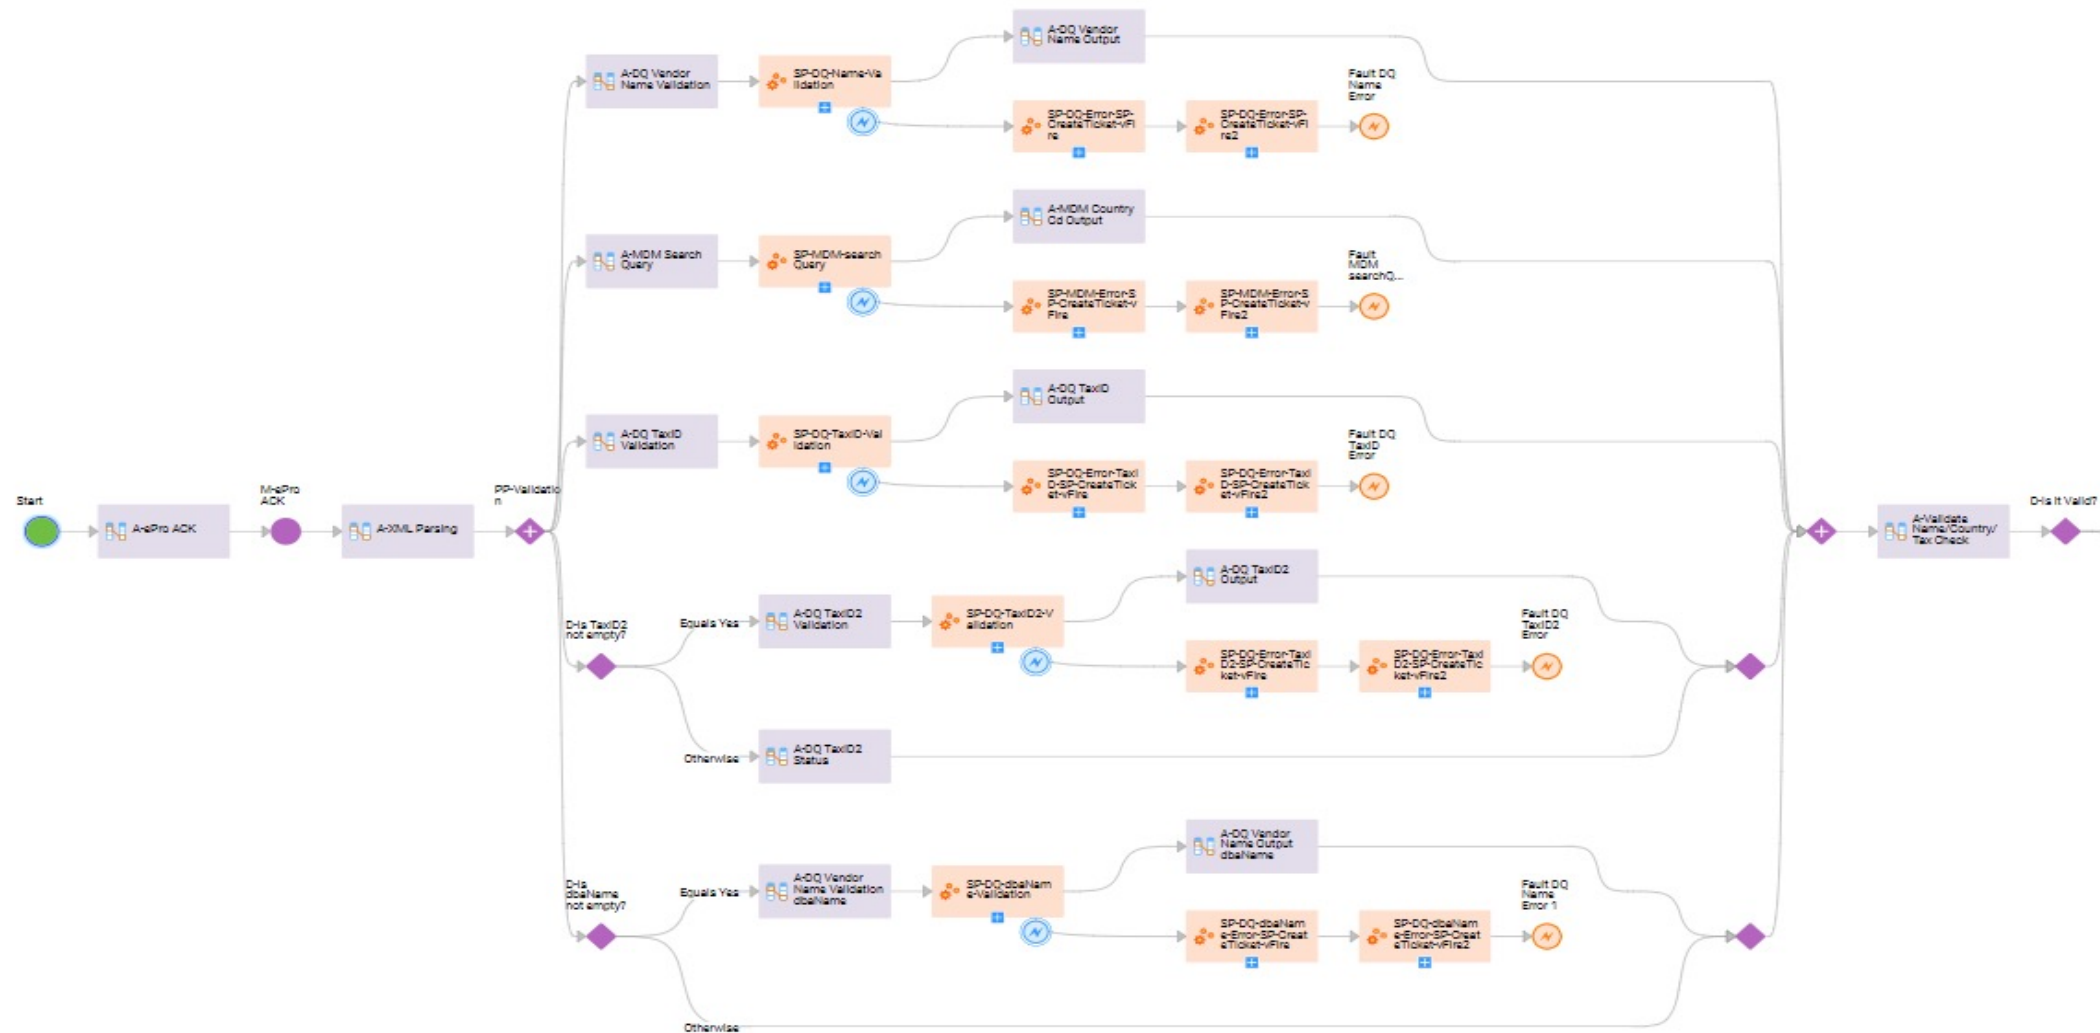 A-DQ Vendor
Name Output
A-DQ Vendor
Name Validation
SP-DQ-Name-Va
lidation
Fault DQ
Name
Error
SP-DQ-Error-SP-
CreateTicket-vFi
re
SP-DQ-Error-SP-
CreateTicket-vFi
re2
A-MDM Country
Cd Output
A-MDM Search
Query
SP-MDM-search
Query
Fault
MDM
searchQ...
SP-MDM-Error-S
P-CreateTicket-v
Fire
SP-MDM-Error-S
P-CreateTicket-v
Fire2
A-DQ TaxID
Output
A-DQ TaxID
Validation
SP-DQ-TaxID-Val
idation
Fault DQ
TaxID
Error
SP-DQ-Error-TaxI
D-SP-CreateTick
et-vFire
SP-DQ-Error-TaxI
D-SP-CreateTick
et-vFire2
Start
A-ePro ACK
M-ePro
ACK
A-XML Parsing
PP-Validatio
n
A-Validate
Name/Country/
Tax Check
D-Is It Valid?
A-DQ TaxID2
Output
D-Is TaxID2
not empty?
Equals Yes
A-DQ TaxID2
Validation
SP-DQ-TaxID2-V
alidation
Fault DQ
TaxID2
Error
SP-DQ-Error-TaxI
D2-SP-CreateTic
ket-vFire
SP-DQ-Error-TaxI
D2-SP-CreateTic
ket-vFire2
Otherwise
A-DQ TaxID2
Status
A-DQ Vendor
Name Output
dbaName
D-Is
dbaName
not empty?
Equals Yes
A-DQ Vendor
Name Validation
dbaName
SP-DQ-dbaNam
e-Validation
Fault DQ
Name
Error 1
SP-DQ-dbaNam
e-Error-SP-Creat
eTicket-vFire
SP-DQ-dbaNam
e-Error-SP-Creat
eTicket-vFire2
Otherwise